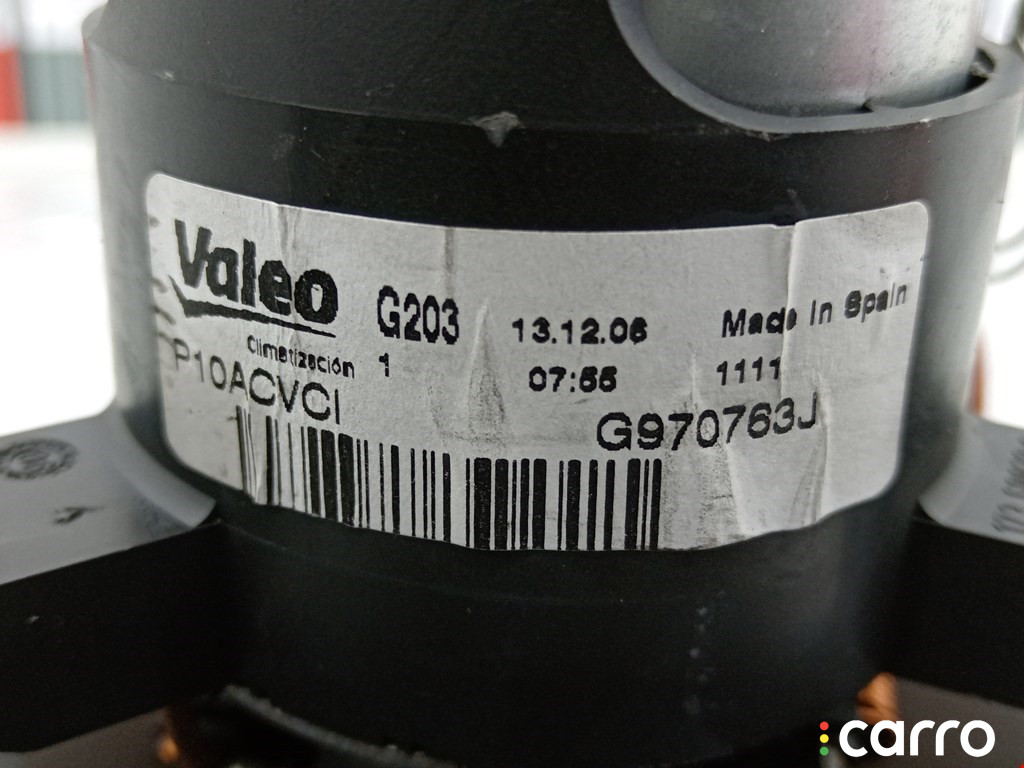 Valeo G203 13.12.06 Made In Spain
Climatización 1 07:55 1111
P10ACVCI G970763J
carro